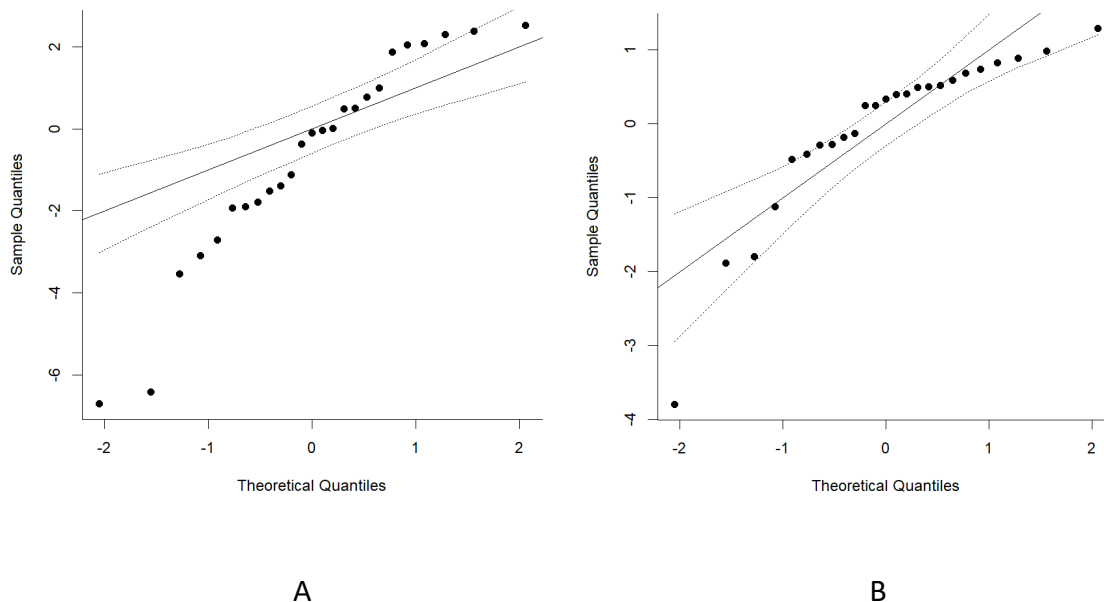 2
0
-2
-4
-6
Sample Quantiles
-2 -1 0 1 2
Theoretical Quantiles
A
1
0
-1
-2
-3
-4
Sample Quantiles
-2 -1 0 1 2
Theoretical Quantiles
B